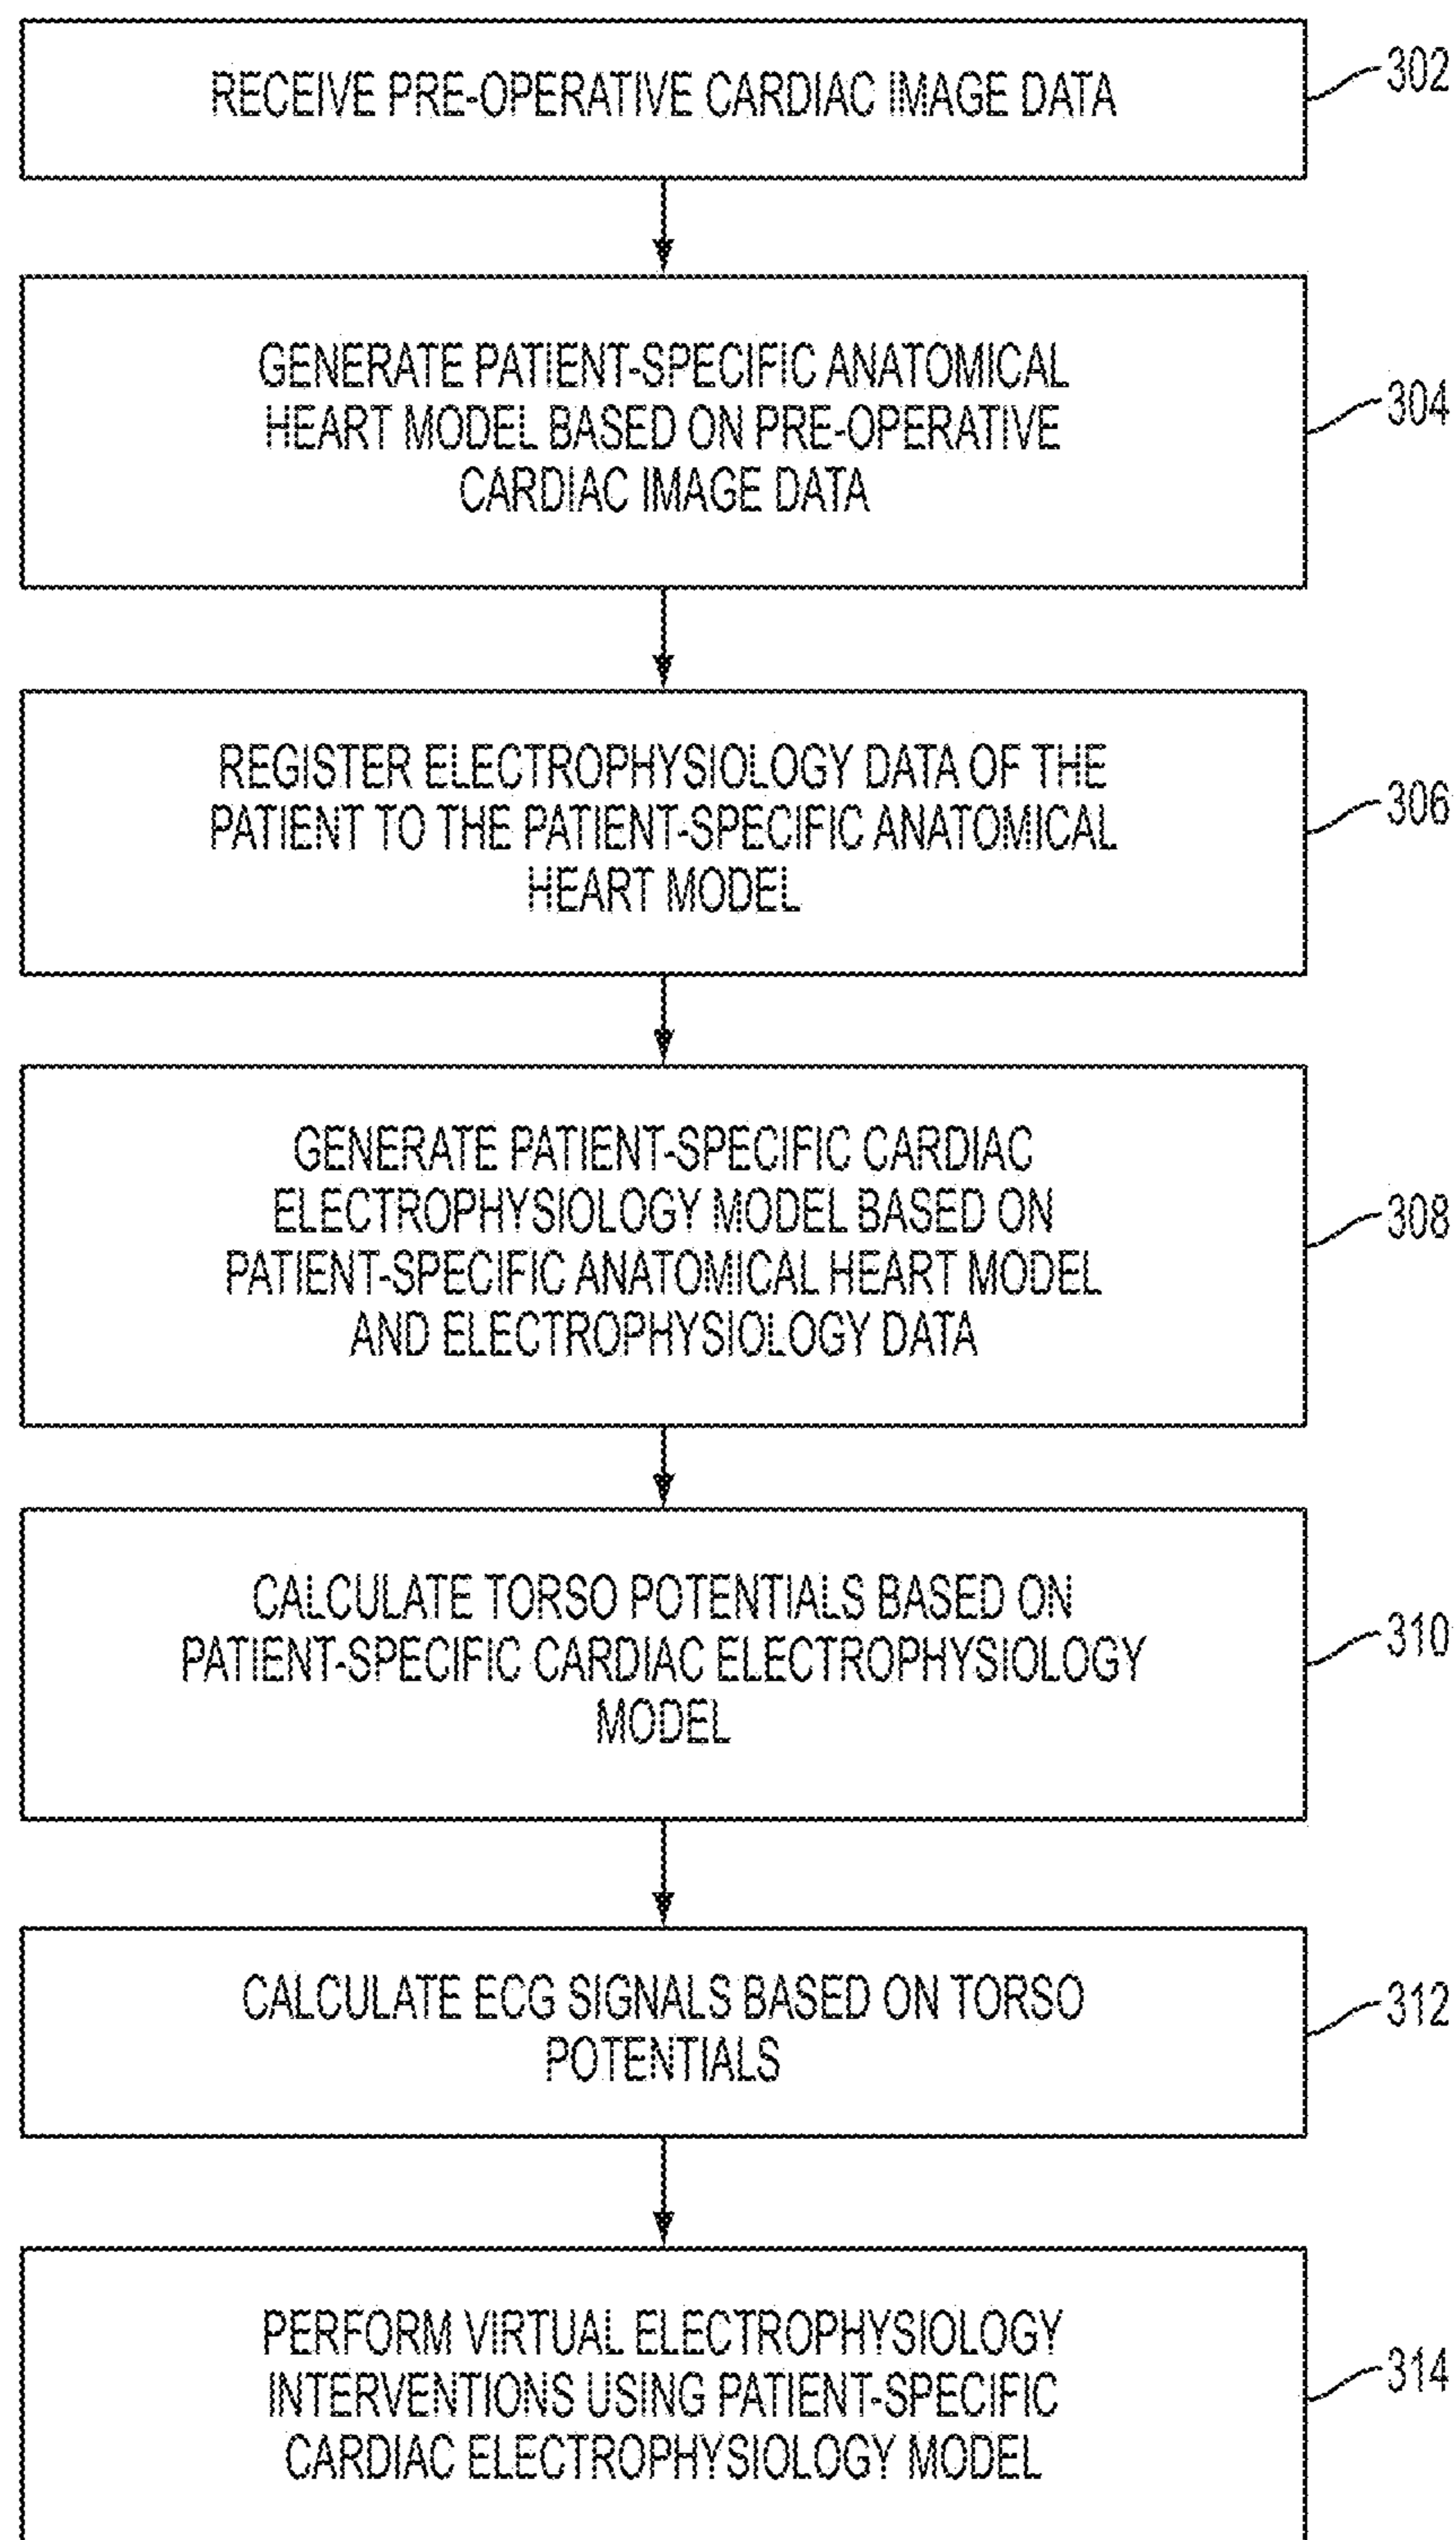 RECEIVE PRE-OPERATIVE CARDIAC IMAGE DATA
302
GENERATE PATIENT-SPECIFIC ANATOMICAL
HEART MODEL BASED ON PRE-OPERATIVE
CARDIAC IMAGE DATA
304
REGISTER ELECTROPHYSIOLOGY DATA OF THE
PATIENT TO THE PATIENT-SPECIFIC ANATOMICAL
HEART MODEL
306
GENERATE PATIENT-SPECIFIC CARDIAC
ELECTROPHYSIOLOGY MODEL BASED ON
PATIENT-SPECIFIC ANATOMICAL HEART MODEL
AND ELECTROPHYSIOLOGY DATA
308
CALCULATE TORSO POTENTIALS BASED ON
PATIENT-SPECIFIC CARDIAC ELECTROPHYSIOLOGY
MODEL
310
CALCULATE ECG SIGNALS BASED ON TORSO
POTENTIALS
312
PERFORM VIRTUAL ELECTROPHYSIOLOGY
INTERVENTIONS USING PATIENT-SPECIFIC
CARDIAC ELECTROPHYSIOLOGY MODEL
314